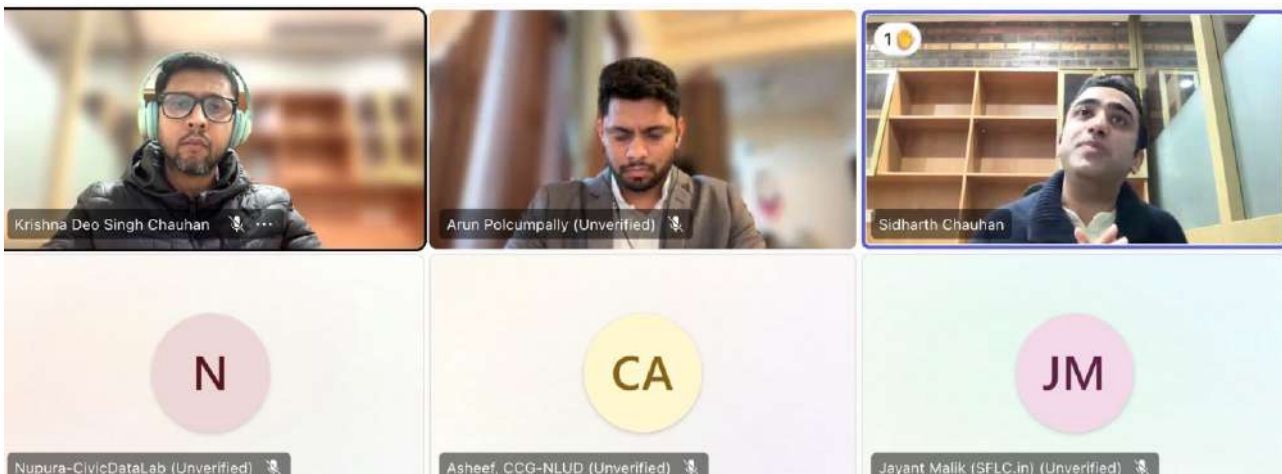 1
Krishna Deo Singh Chauhan
Arun Polcumpally (Unverified)
Sidharth Chauhan
N
CA
JM
Nupura-CivicDataLab (Unverified)
Asheef, CCG-NLUD (Unverified)
Jayant Malik (SFLC.in) (Unverified)